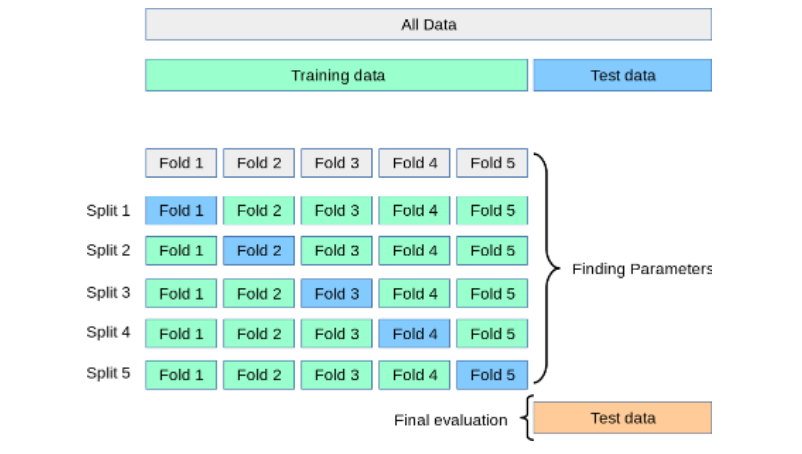 All Data
Training data Test data
Fold 1 Fold 2 Fold 3 Fold 4 Fold 5
Split 1 Fold 1 Fold 2 Fold 3 Fold 4 Fold 5
Split 2 Fold 1 Fold 2 Fold 3 Fold 4 Fold 5
Finding Parameters
Split 3 Fold 1 Fold 2 Fold 3 Fold 4 Fold 5
Split 4 Fold 1 Fold 2 Fold 3 Fold 4 Fold 5
Split 5 Fold 1 Fold 2 Fold 3 Fold 4 Fold 5
Final evaluation Test data